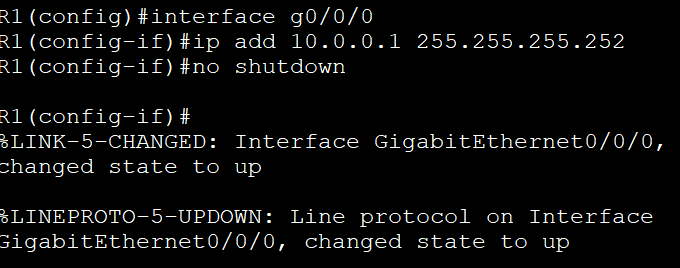 R1(config)#interface g0/0/0
R1(config-if)#ip add 10.0.0.1 255.255.255.252
R1(config-if)#no shutdown
R1(config-if)#
%LINK-5-CHANGED: Interface GigabitEthernet0/0/0,
changed state to up
%LINEPROTO-5-UPDOWN: Line protocol on Interface
GigabitEthernet0/0/0, changed state to up